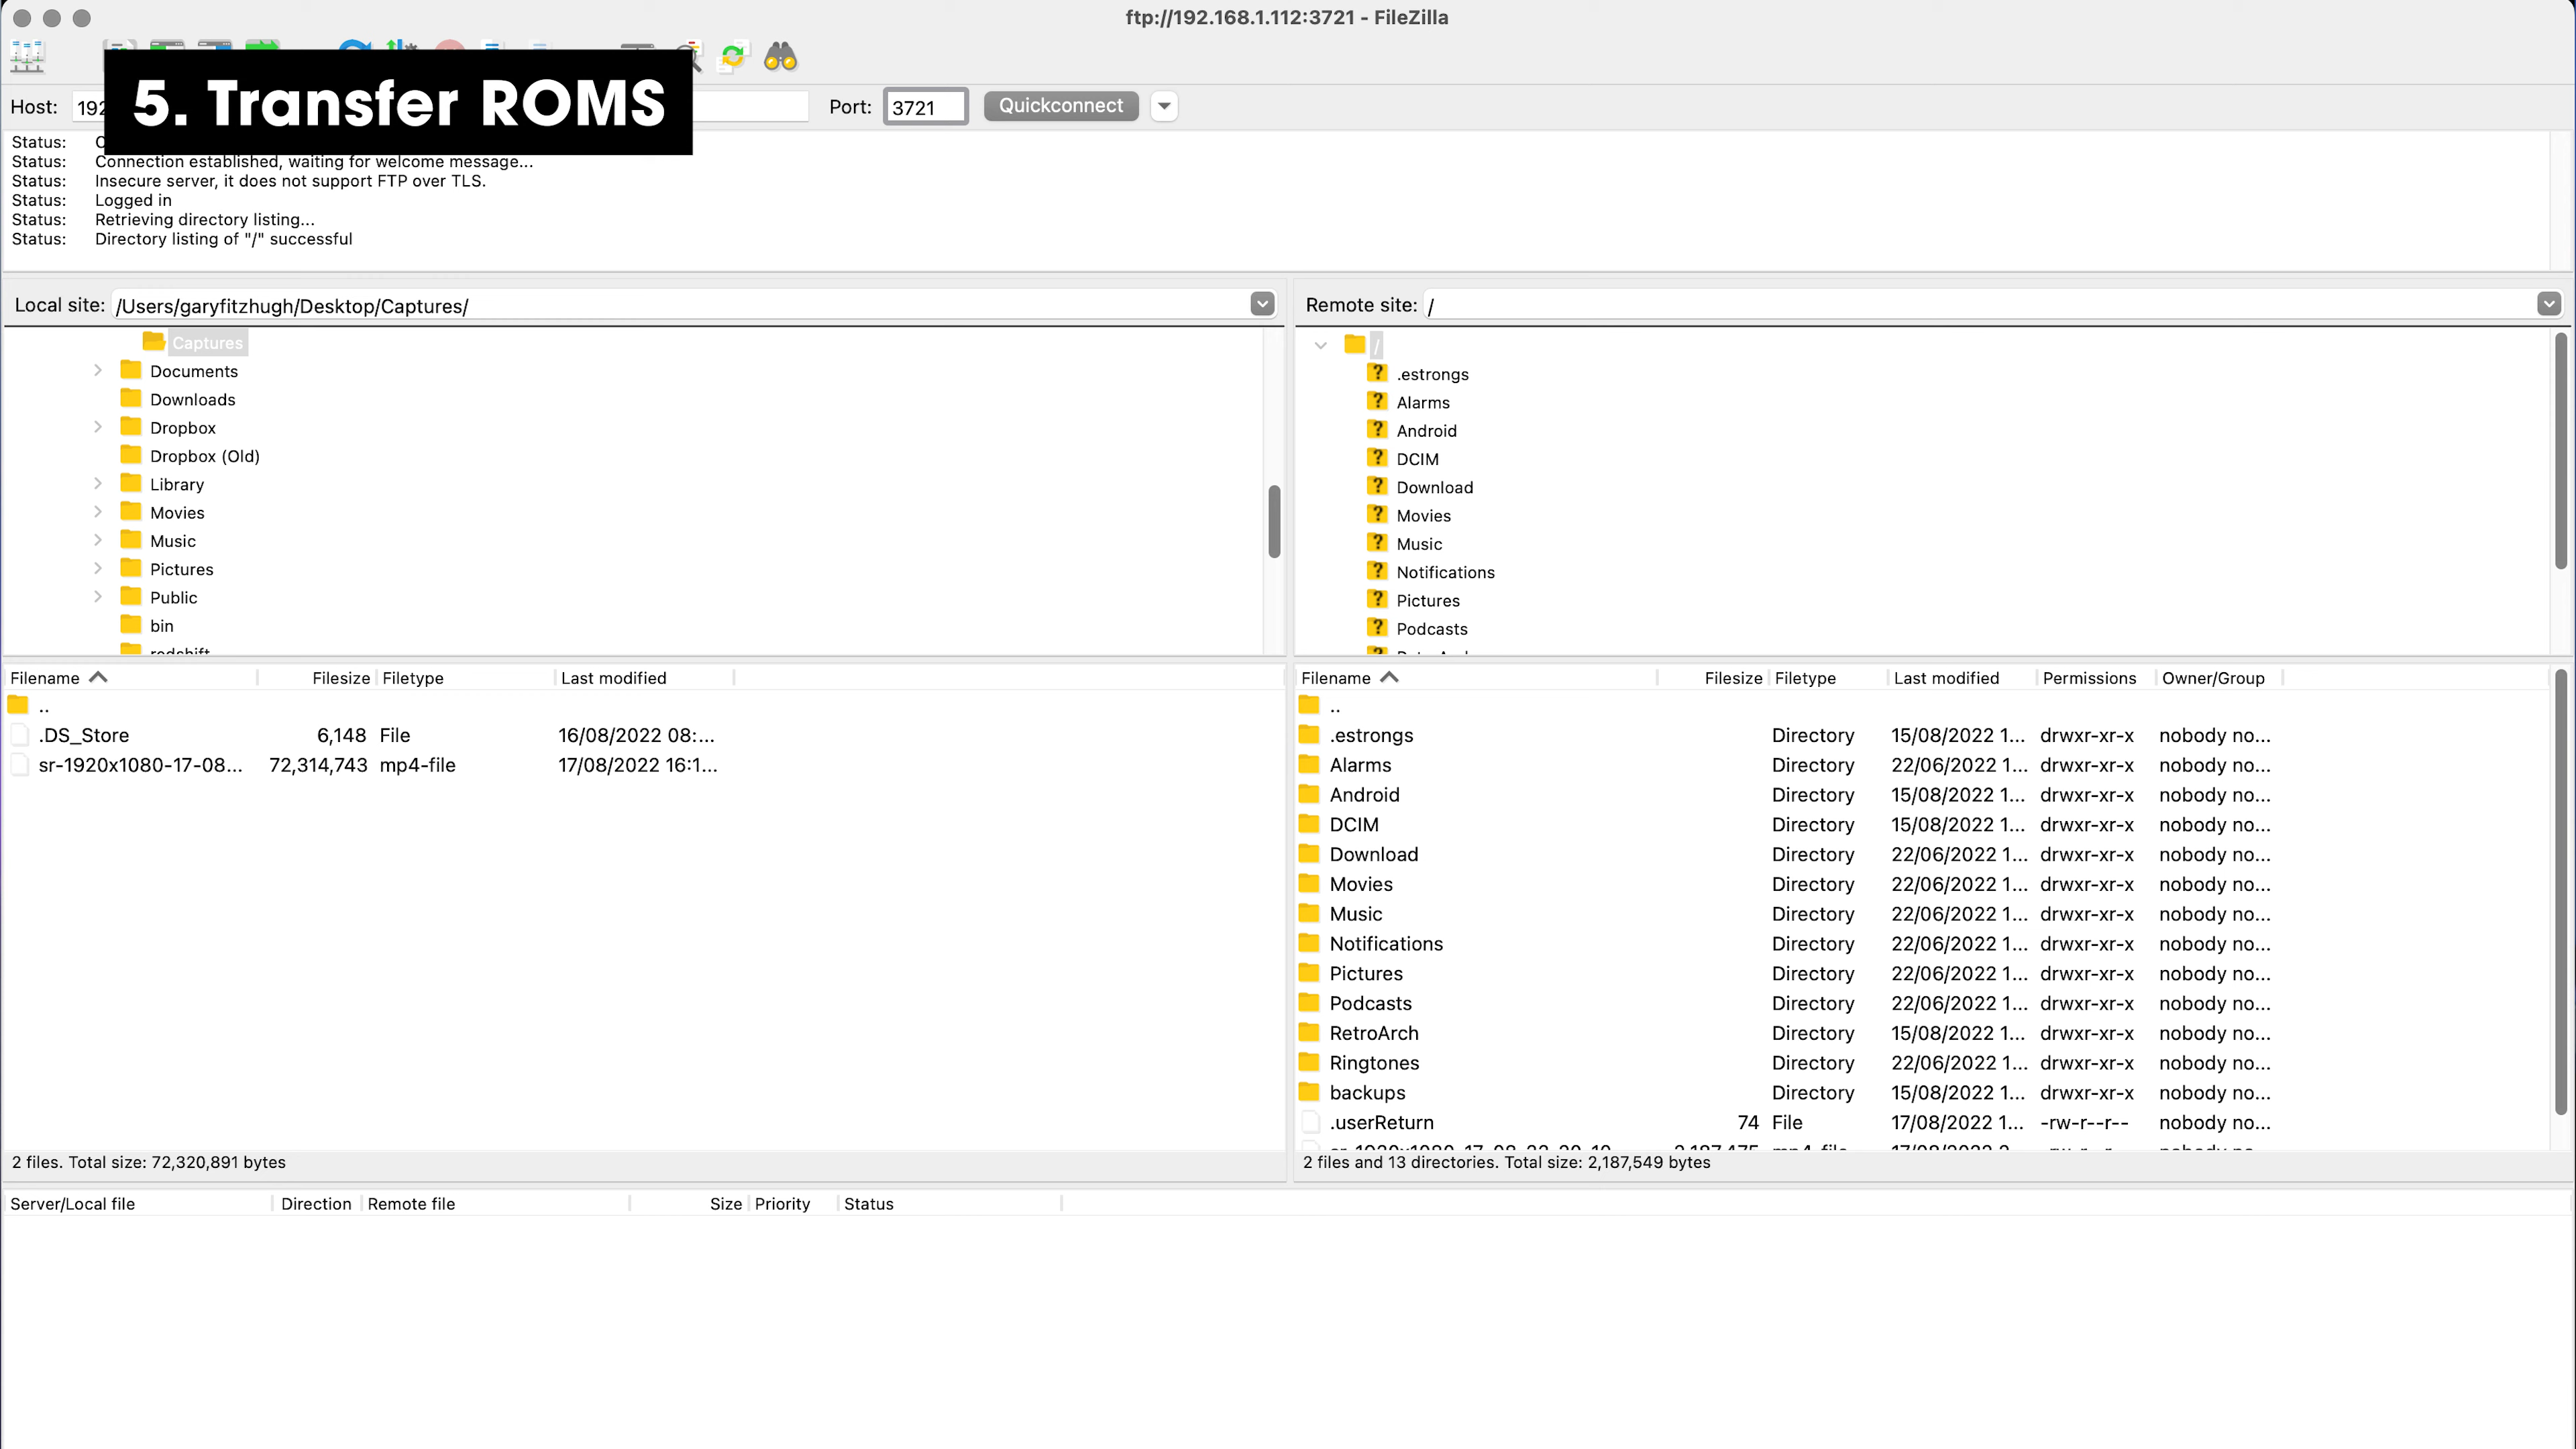 ftp://192.168.1.112:3721 - FileZilla
5. Transfer ROMS
Host: 192 Port: 3721 Quickconnect
Status:
Status: Connection established, waiting for welcome message...
Status: Insecure server, it does not support FTP over TLS.
Status: Logged in
Status: Retrieving directory listing...
Status: Directory listing of "/" successful
Local site: /Users/garyfitzhugh/Desktop/Captures/
Captures
Documents
Downloads
Dropbox
Dropbox (Old)
Library
Movies
Music
Pictures
Public
bin
Remote site: /
/
.estrongs
Alarms
Android
DCIM
Download
Movies
Music
Notifications
Pictures
Podcasts
Filename Filesize Filetype Last modified
..
.DS_Store 6,148 File 16/08/2022 08:...
sr-1920x1080-17-08... 72,314,743 mp4-file 17/08/2022 16:1...
2 files. Total size: 72,320,891 bytes
Filename Filesize Filetype Last modified Permissions Owner/Group
..
.estrongs Directory 15/08/2022 1... drwxr-xr-x nobody no...
Alarms Directory 22/06/2022 1... drwxr-xr-x nobody no...
Android Directory 15/08/2022 1... drwxr-xr-x nobody no...
DCIM Directory 15/08/2022 1... drwxr-xr-x nobody no...
Download Directory 22/06/2022 1... drwxr-xr-x nobody no...
Movies Directory 22/06/2022 1... drwxr-xr-x nobody no...
Music Directory 22/06/2022 1... drwxr-xr-x nobody no...
Notifications Directory 22/06/2022 1... drwxr-xr-x nobody no...
Pictures Directory 22/06/2022 1... drwxr-xr-x nobody no...
Podcasts Directory 22/06/2022 1... drwxr-xr-x nobody no...
RetroArch Directory 15/08/2022 1... drwxr-xr-x nobody no...
Ringtones Directory 22/06/2022 1... drwxr-xr-x nobody no...
backups Directory 15/08/2022 1... drwxr-xr-x nobody no...
.userReturn 74 File 17/08/2022 1... -rw-r--r-- nobody no...
2 files and 13 directories. Total size: 2,187,549 bytes
Server/Local file Direction Remote file Size Priority Status